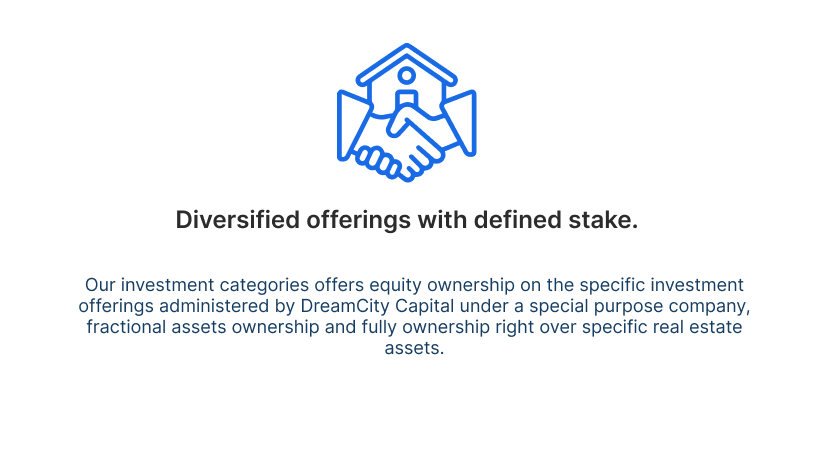 Diversified offerings with defined stake.
Our investment categories offers equity ownership on the specific investment
offerings administered by DreamCity Capital under a special purpose company,
fractional assets ownership and fully ownership right over specific real estate
assets.